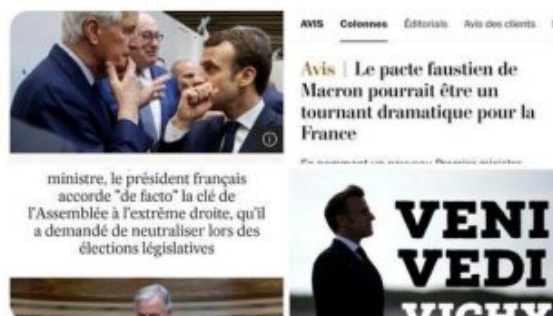 ministre, le président français
accorde "de facto" la clé de
l'Assemblée à l'extrême droite, qu'il
a demandé de neutraliser lors des
élections législatives
AVIS Colonnes Éditorials Avis des clients
Avis | Le pacte faustien de
Macron pourrait être un
tournant dramatique pour la
France
VENI
VEDI
VICHY